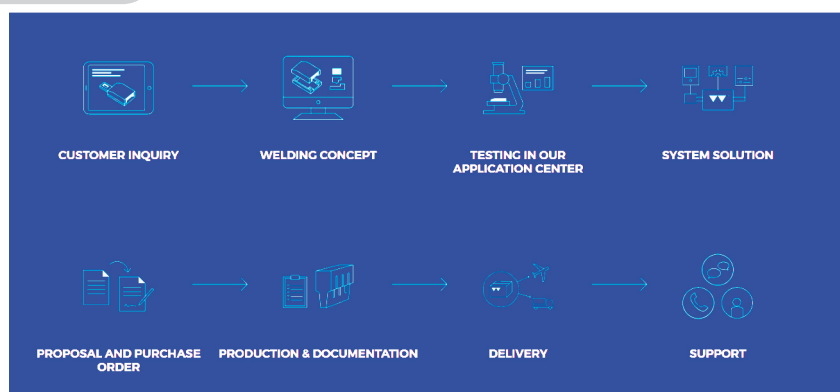 CUSTOMER INQUIRY
WELDING CONCEPT
TESTING IN OUR
APPLICATION CENTER
SYSTEM SOLUTION
PROPOSAL AND PURCHASE
ORDER
PRODUCTION & DOCUMENTATION
DELIVERY
SUPPORT